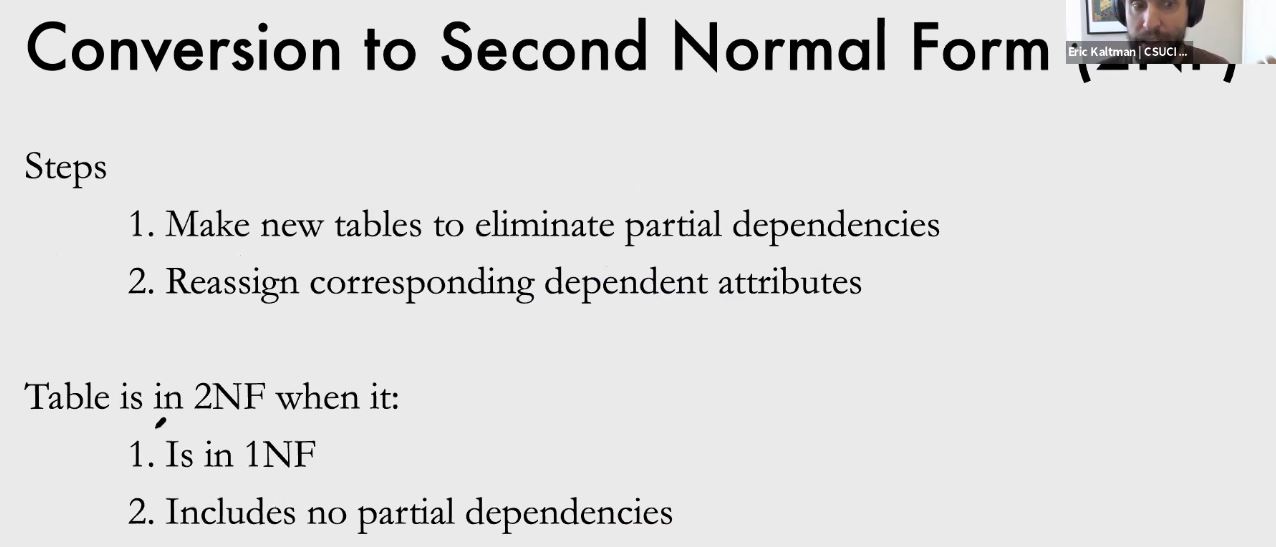 Conversion to Second Normal Form (2NF)
Eric Kaltman | CSUCI ...
Steps
1. Make new tables to eliminate partial dependencies
2. Reassign corresponding dependent attributes
Table is in 2NF when it:
1. Is in 1NF
2. Includes no partial dependencies